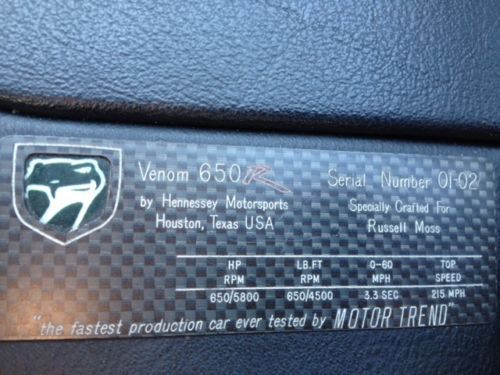 Venom 650R Serial Number 01-02
by Hennessey Motorsports Specially Crafted For
Houston, Texas USA Russell Moss
HP LB.FT 0-60 TOP
RPM RPM MPH SPEED
650/5800 650/4500 3.3 SEC 215 MPH
"the fastest production car ever tested by MOTOR TREND"